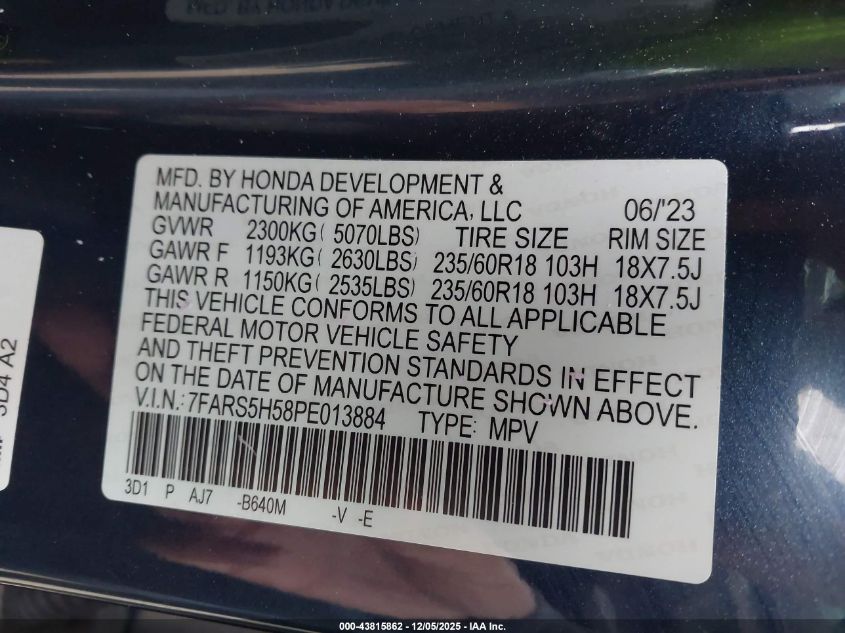 MFD. BY HONDA DEVELOPMENT &
MANUFACTURING OF AMERICA, LLC 06/'23
GVWR 2300KG( 5070LBS) TIRE SIZE RIM SIZE
GAWR F 1193KG( 2630LBS) 235/60R18 103H 18X7.5J
GAWR R 1150KG( 2535LBS) 235/60R18 103H 18X7.5J
THIS VEHICLE CONFORMS TO ALL APPLICABLE
FEDERAL MOTOR VEHICLE SAFETY
AND THEFT PREVENTION STANDARDS IN EFFECT
ON THE DATE OF MANUFACTURE SHOWN ABOVE.
V.I.N.:7FARS5H58PE013884 TYPE: MPV
3D1 P AJ7 -B640M -V -E
3D4 A2
000-43815862 - 12/05/2025 - IAA Inc.